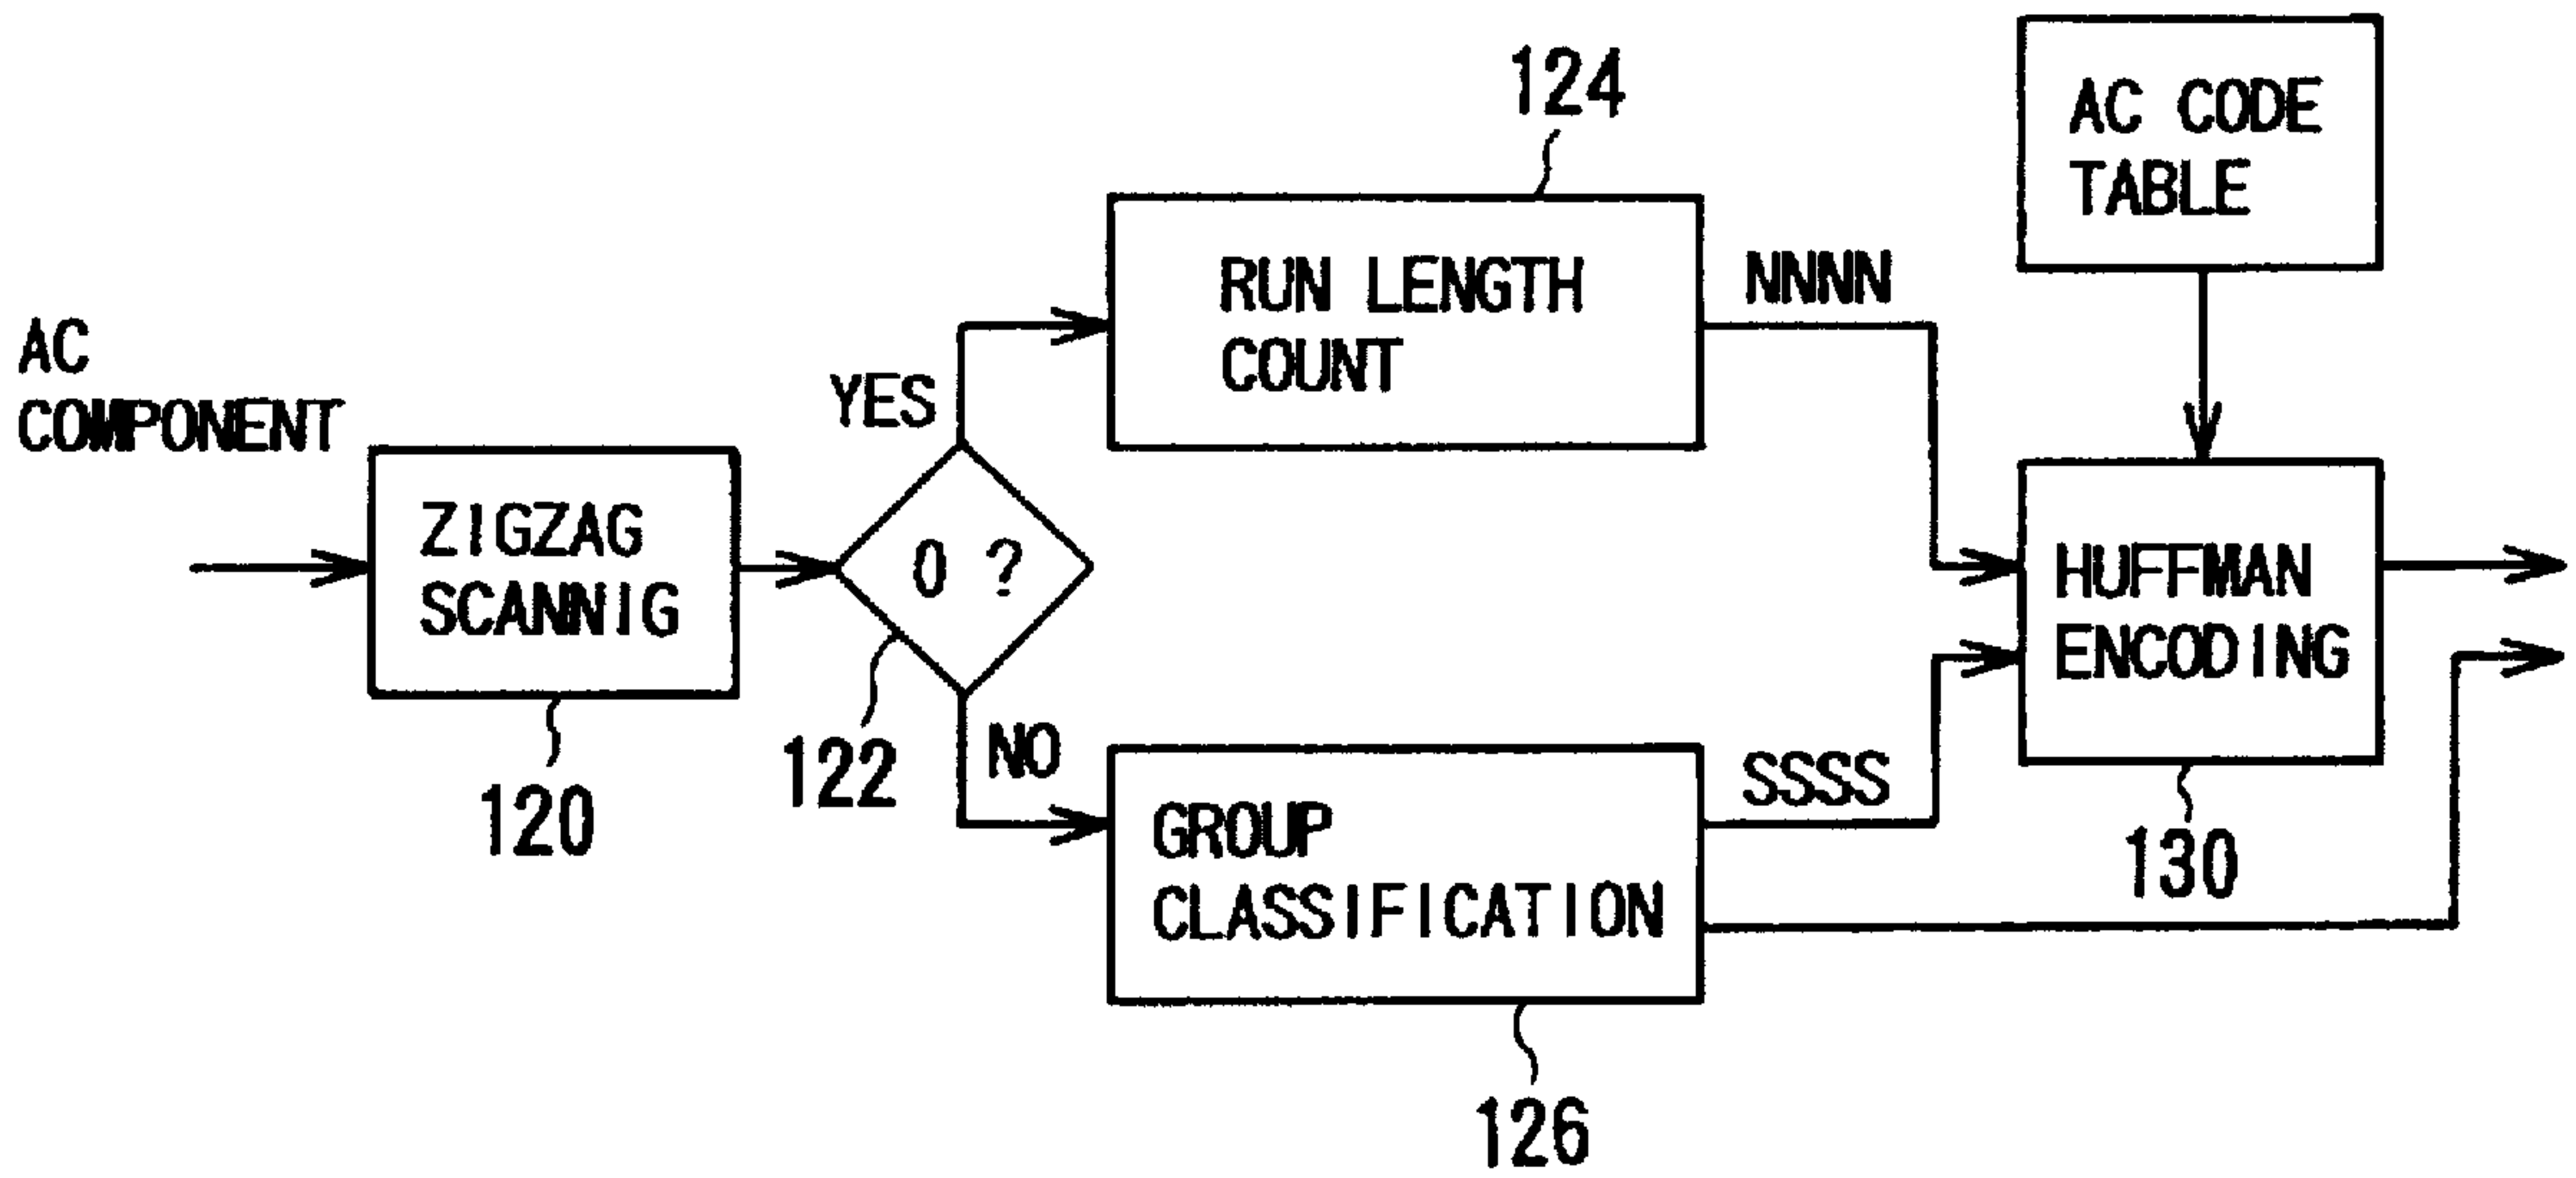 AC
COMPONENT
ZIGZAG
SCANNIG
120
0 ?
122
YES
NO
124
RUN LENGTH
COUNT
NNNN
GROUP
CLASSIFICATION
126
SSSS
AC CODE
TABLE
HUFFMAN
ENCODING
130